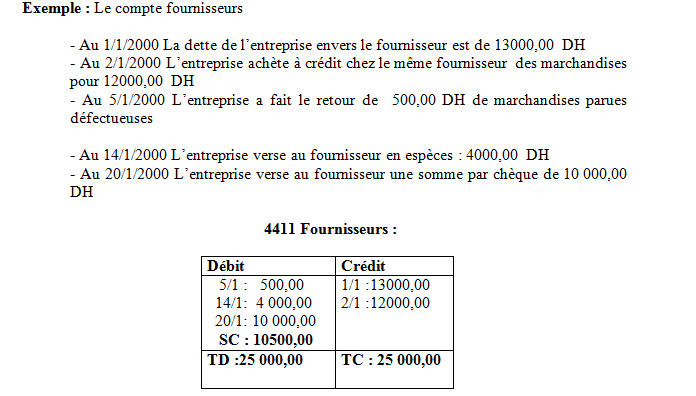 Exemple : Le compte fournisseurs
- Au 1/1/2000 La dette de l'entreprise envers le fournisseur est de 13000,00 DH
- Au 2/1/2000 L'entreprise achète à crédit chez le même fournisseur des marchandises
pour 12000,00 DH
- Au 5/1/2000 L'entreprise a fait le retour de 500,00 DH de marchandises parues
défectueuses
- Au 14/1/2000 L'entreprise verse au fournisseur en espèces : 4000,00 DH
- Au 20/1/2000 L'entreprise verse au fournisseur une somme par chèque de 10 000,00
DH
4411 Fournisseurs :
Débit Crédit
5/1 : 500,00 1/1 :13000,00
14/1: 4 000,00 2/1 :12000,00
20/1: 10 000,00
SC : 10500,00
TD :25 000,00 TC : 25 000,00